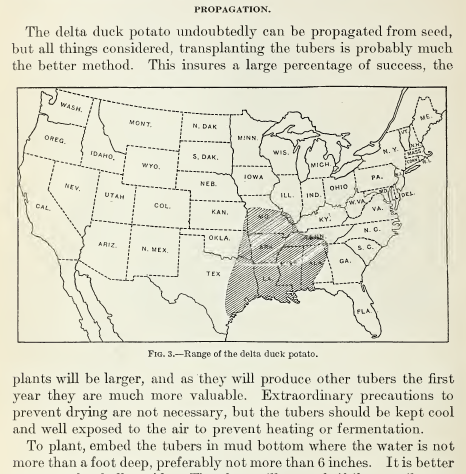 PROPAGATION.
The delta duck potato undoubtedly can be propagated from seed,
but all things considered, transplanting the tubers is probably much
the better method. This insures a large percentage of success, the
WASH.
MONT.
N. DAK
MINN.
ME.
OREG.
IDAHO
WYO.
S. DAK.
WIS.
MICH.
N. Y.
VT.
N.H.
MASS
NEB.
IOWA
PA.
NEV.
UTAH
COL.
ILL.
IND.
OHIO
DEL.
CAL.
KAN.
MO.
KY.
W.VA.
VA.
ARIZ.
N. MEX.
OKLA.
ARK.
N. C.
S. C.
TEX
LA.
ALA.
GA.
FLA.
FIG. 3.—Range of the delta duck potato.
plants will be larger, and as they will produce other tubers the first
year they are much more valuable. Extraordinary precautions to
prevent drying are not necessary, but the tubers should be kept cool
and well exposed to the air to prevent heating or fermentation.
To plant, embed the tubers in mud bottom where the water is not
more than a foot deep, preferably not more than 6 inches. It is better